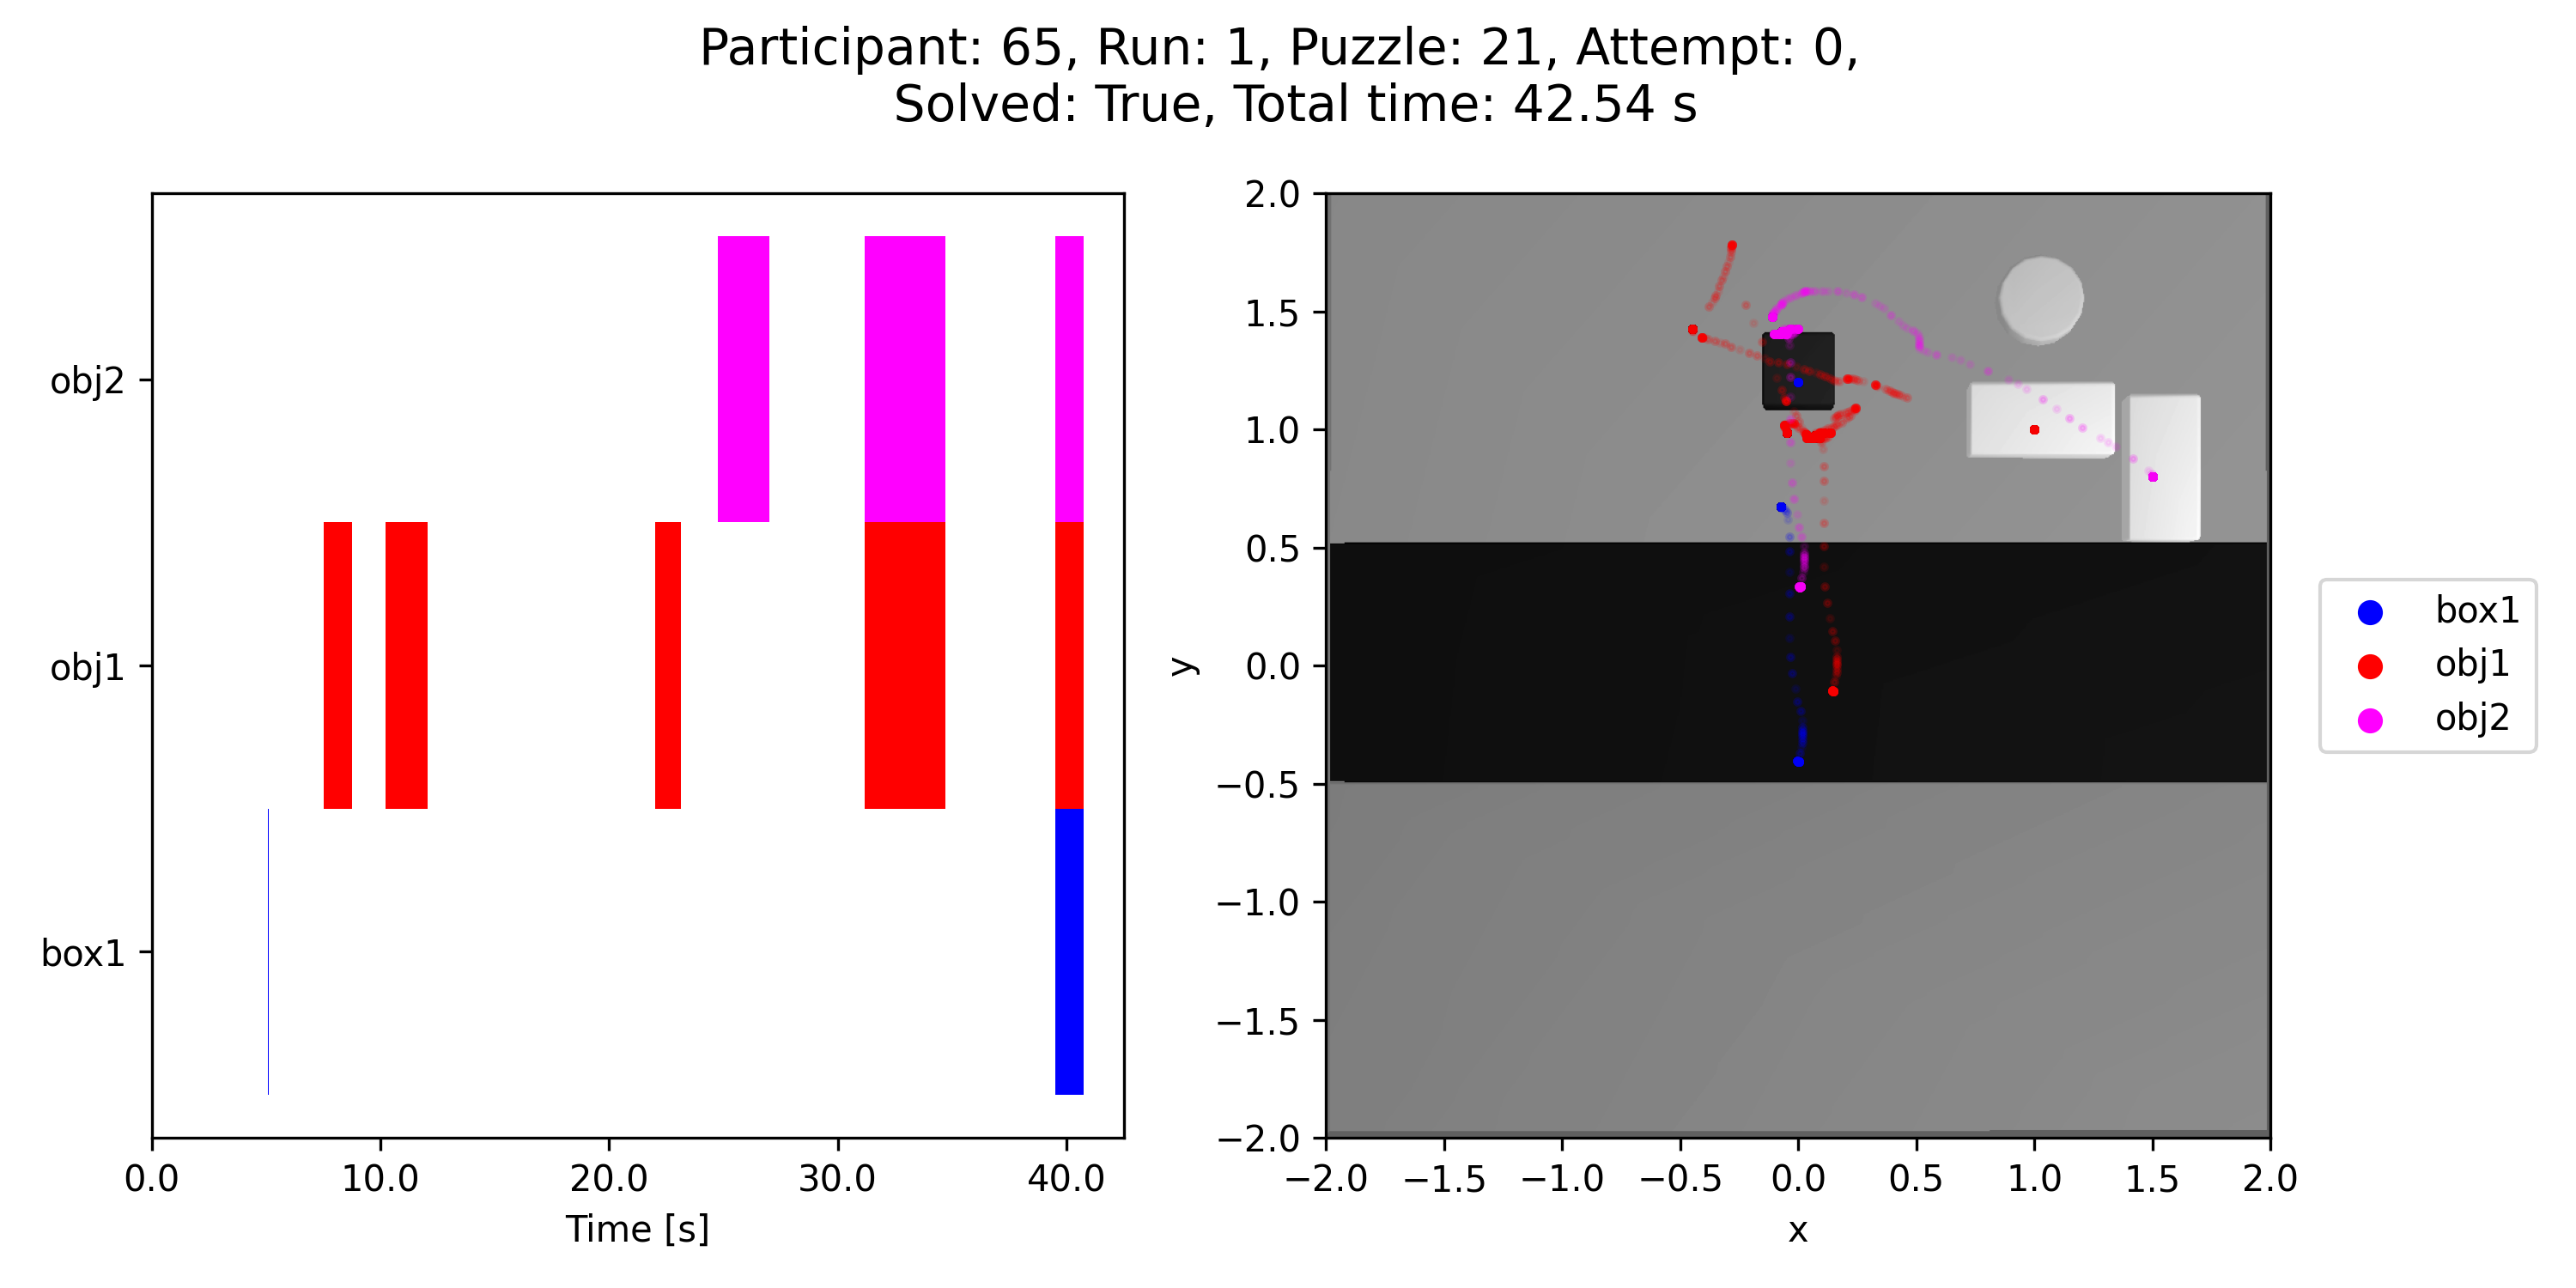 Participant: 65, Run: 1, Puzzle: 21, Attempt: 0,
Solved: True, Total time: 42.54 s
obj2
obj1
box1
0.0 10.0 20.0 30.0 40.0
Time [s]
2.0
1.5
1.0
0.5
0.0
−0.5
−1.0
−1.5
−2.0
y
−2.0 −1.5 −1.0 −0.5 0.0 0.5 1.0 1.5 2.0
x
box1
obj1
obj2